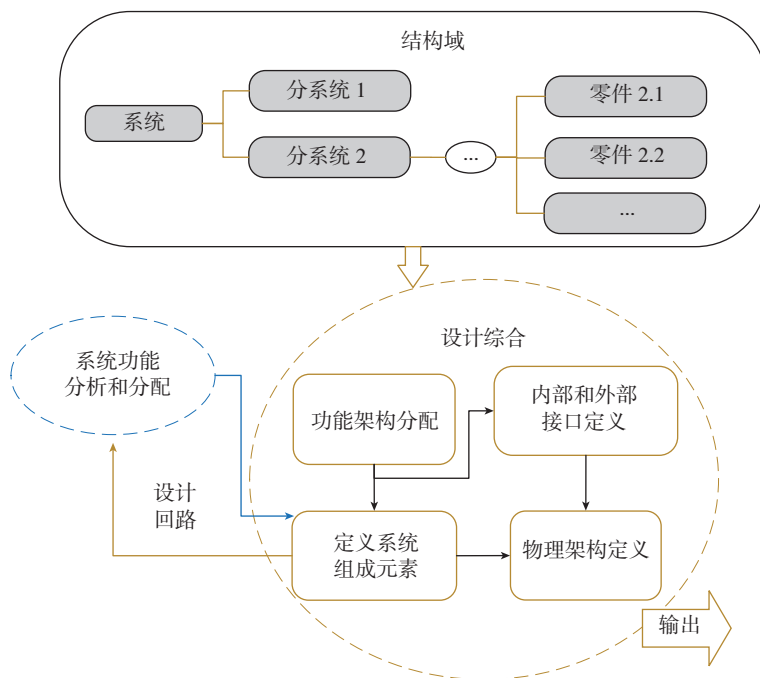 结构域
系统
分系统 1
分系统 2
...
零件 2.1
零件 2.2
...
设计综合
系统功能
分析和分配
功能架构分配
内部和外部
接口定义
设计
回路
定义系统
组成元素
物理架构定义
输出